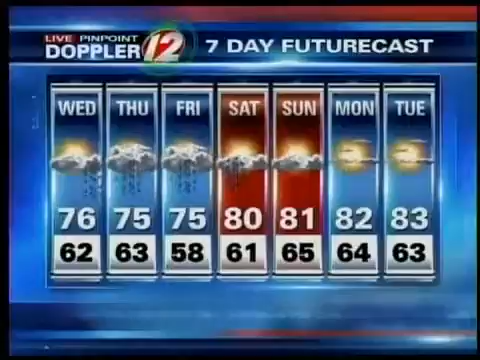 LIVE PINPOINT
DOPPLER 12
7 DAY FUTURECAST
WED THU FRI SAT SUN MON TUE
76 75 75 80 81 82 83
62 63 58 61 65 64 63